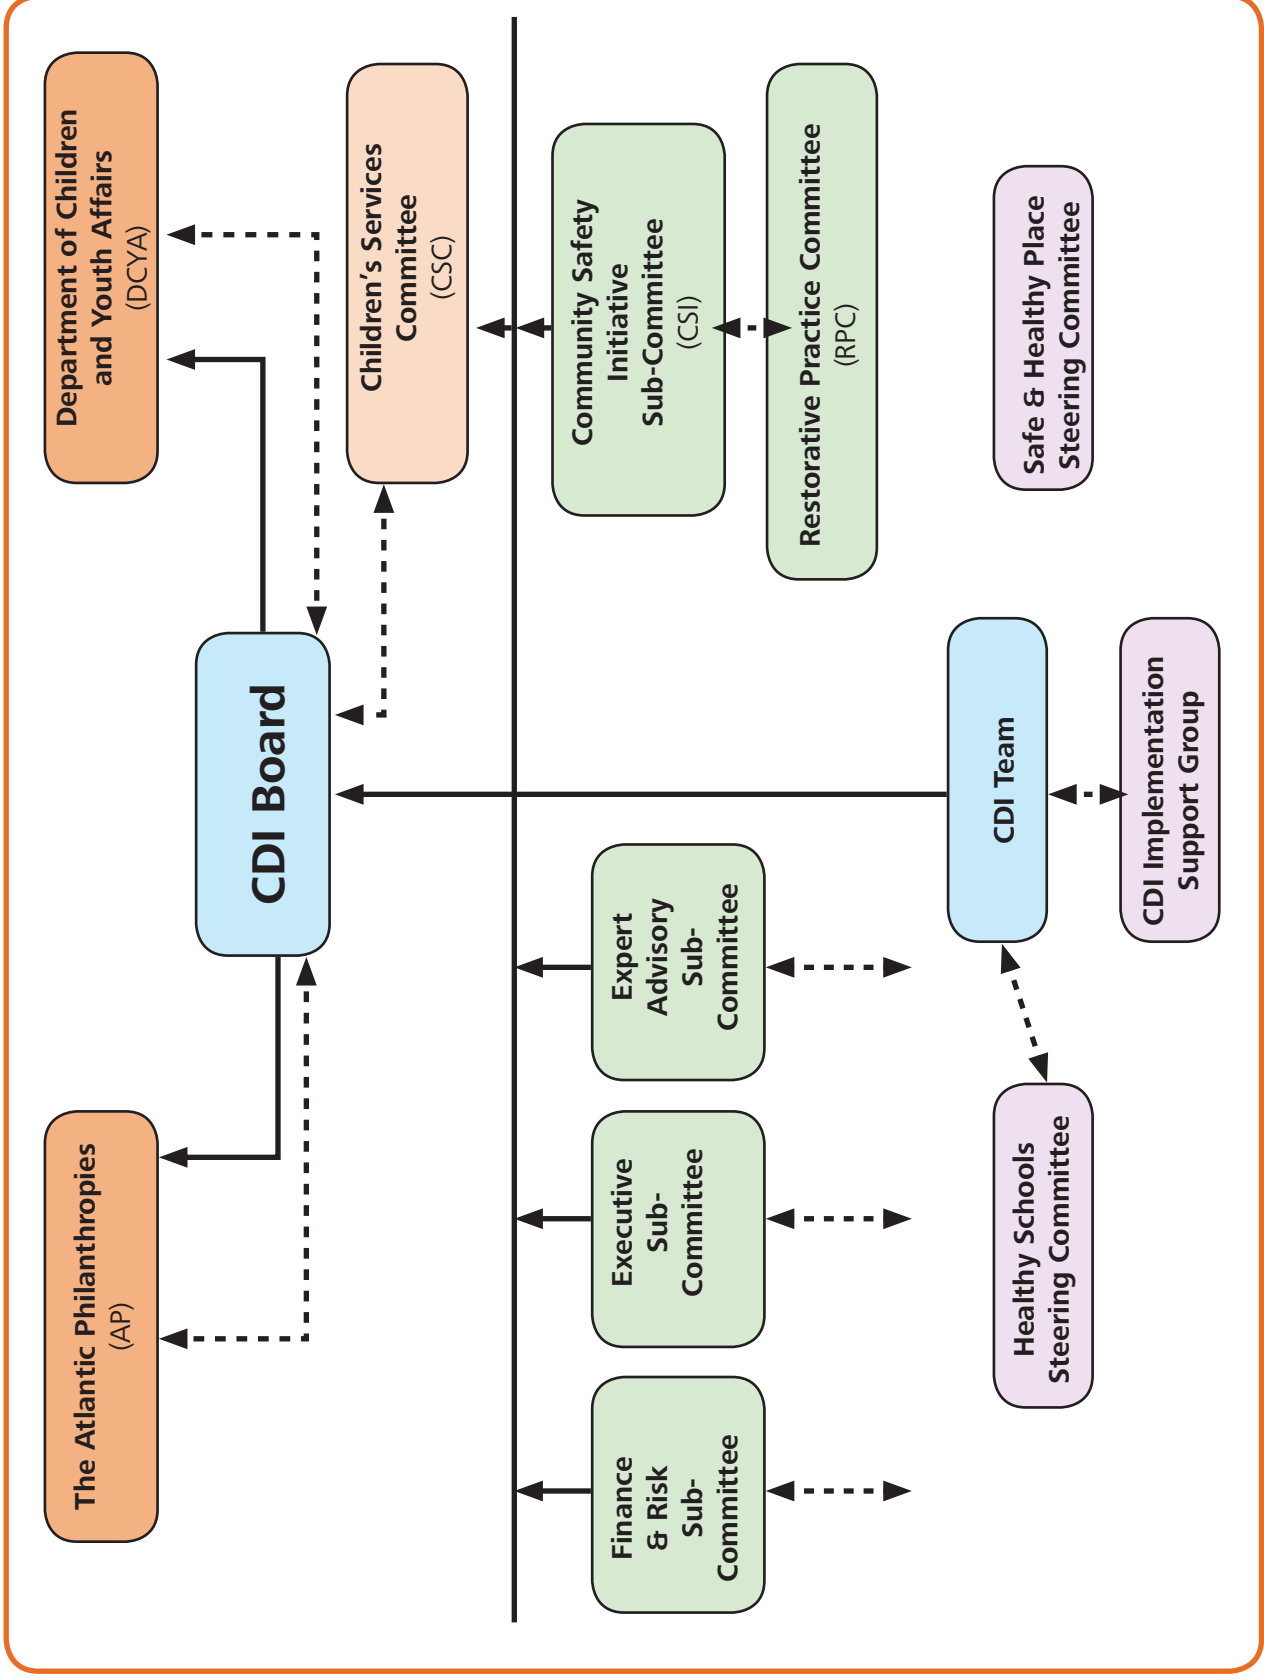 The Atlantic Philanthropies
(AP)
Department of Children
and Youth Affairs
(DCYA)
CDI Board
Children's Services
Committee
(CSC)
Finance
& Risk
Sub-
Committee
Executive
Sub-
Committee
Expert
Advisory
Sub-
Committee
Community Safety
Initiative
Sub-Committee
(CSI)
Restorative Practice Committee
(RPC)
CDI Team
Healthy Schools
Steering Committee
Safe & Healthy Place
Steering Committee
CDI Implementation
Support Group